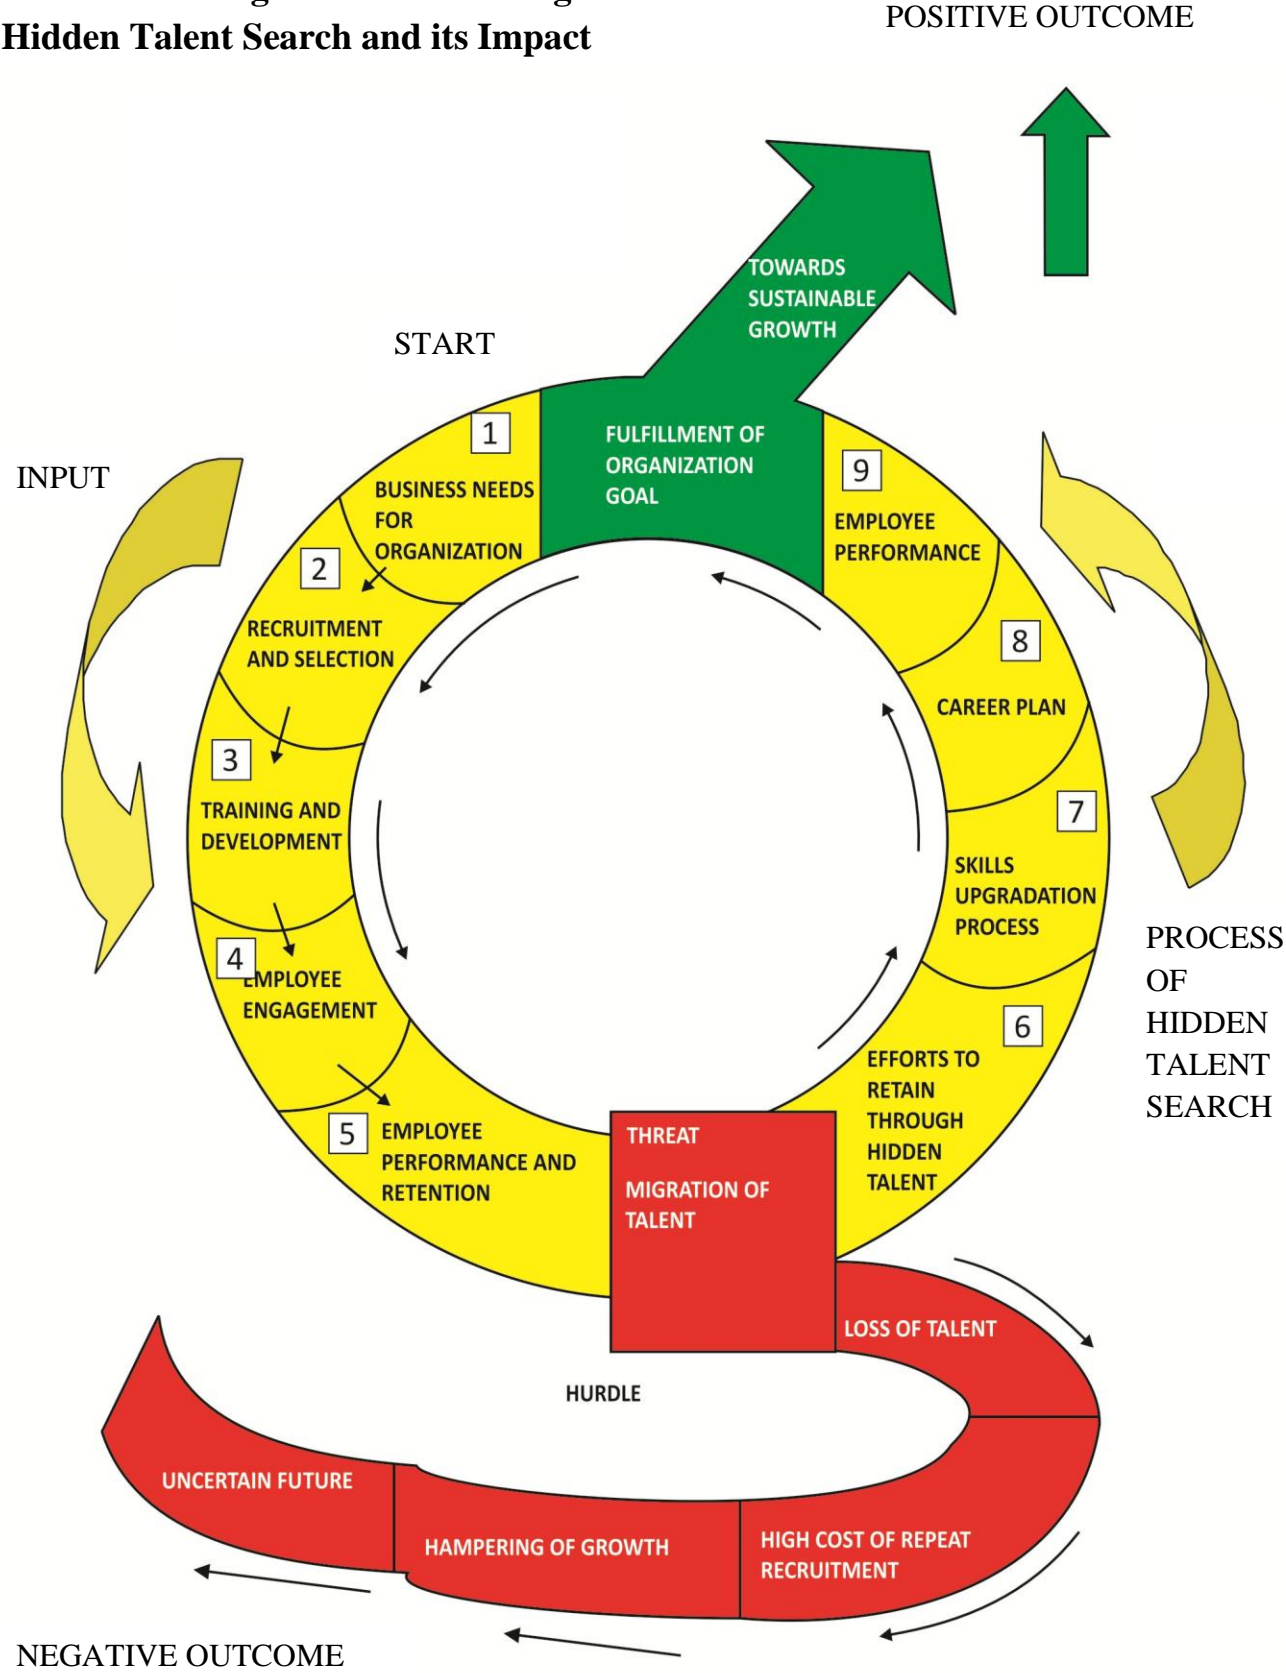 Hidden Talent Search and its Impact
POSITIVE OUTCOME
TOWARDS
SUSTAINABLE
GROWTH
START
FULFILLMENT OF
ORGANIZATION
GOAL
INPUT
1
BUSINESS NEEDS
FOR
ORGANIZATION
2
RECRUITMENT
AND SELECTION
3
TRAINING AND
DEVELOPMENT
4
EMPLOYEE
ENGAGEMENT
5
EMPLOYEE
PERFORMANCE AND
RETENTION
THREAT
MIGRATION OF
TALENT
6
EFFORTS TO
RETAIN
THROUGH
HIDDEN
TALENT
7
SKILLS
UPGRADATION
PROCESS
8
CAREER PLAN
9
EMPLOYEE
PERFORMANCE
PROCESS
OF
HIDDEN
TALENT
SEARCH
LOSS OF TALENT
HURDLE
HIGH COST OF REPEAT
RECRUITMENT
HAMPERING OF GROWTH
UNCERTAIN FUTURE
NEGATIVE OUTCOME